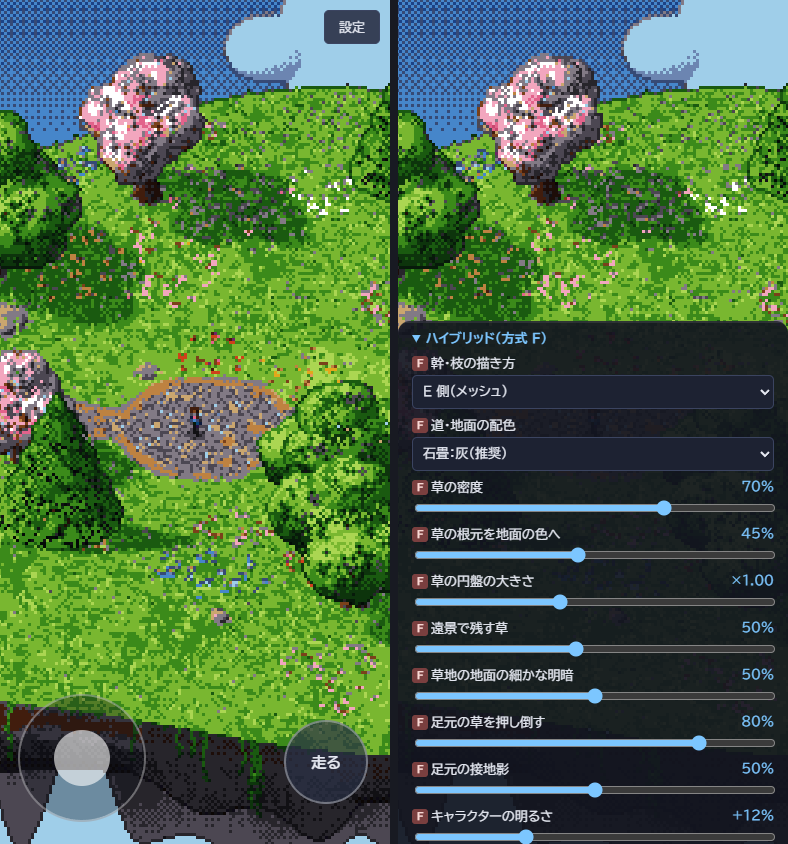 設定
走る
▼ ハイブリッド（方式 F）
F 幹・枝の描き方
E 側（メッシュ）
F 道・地面の配色
石畳：灰（推奨）
F 草の密度 70%
F 草の根元を地面の色へ 45%
F 草の円盤の大きさ ×1.00
F 遠景で残す草 50%
F 草地の地面の細かな明暗 50%
F 足元の草を押し倒す 80%
F 足元の接地影 50%
F キャラクターの明るさ +12%